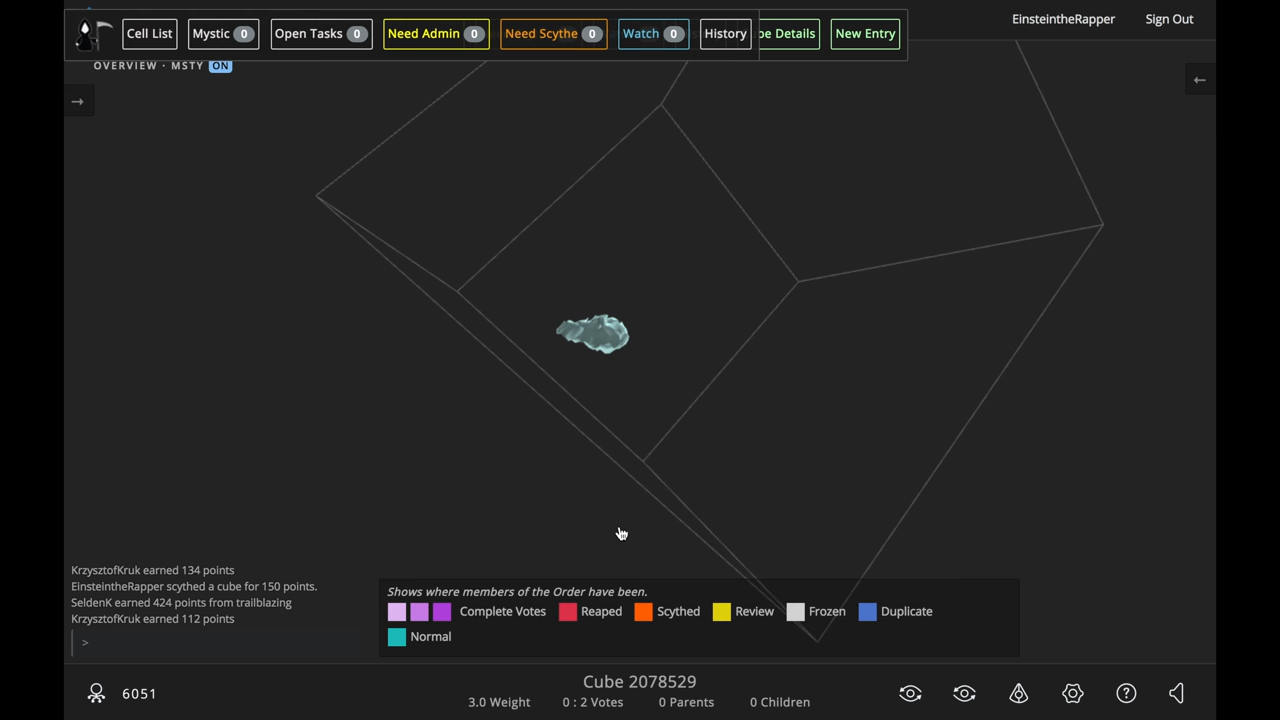 Cell List
Mystic 0
Open Tasks 0
Need Admin 0
Need Scythe 0
Watch 0
History
be Details
New Entry
EinsteintheRapper
Sign Out
OVERVIEW · MSTY ON
→
←
KrzysztofKruk earned 134 points
EinsteintheRapper scythed a cube for 150 points.
SeldenK earned 424 points from trailblazing
KrzysztofKruk earned 112 points
>
Shows where members of the Order have been.
Complete Votes Reaped Scythed Review Frozen Duplicate
Normal
6051
Cube 2078529
3.0 Weight 0 : 2 Votes 0 Parents 0 Children
?